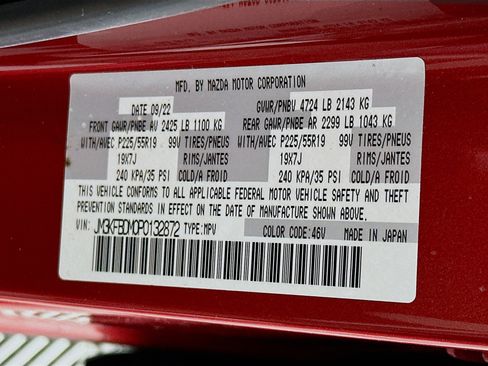 MFD. BY MAZDA MOTOR CORPORATION
DATE 09/22 GVWR/PNBV 4724 LB 2143 KG
FRONT GAWR/PNBE AV 2425 LB 1100 KG REAR GAWR/PNBE AR 2299 LB 1043 KG
WITH/AVEC P225/55R19 99V TIRES/PNEUS WITH/AVEC P225/55R19 99V TIRES/PNEUS
19X7J RIMS/JANTES 19X7J RIMS/JANTES
240 KPA/35 PSI COLD/A FROID 240 KPA/35 PSI COLD/A FROID
THIS VEHICLE CONFORMS TO ALL APPLICABLE FEDERAL MOTOR VEHICLE SAFETY AND THEFT
PREVENTION STANDARDS IN EFFECT ON THE DATE OF MANUFACTURE SHOWN ABOVE.
VIN: JM3KFBDM0P0132872 TYPE:MPV COLOR CODE:46V MADE IN JAPAN